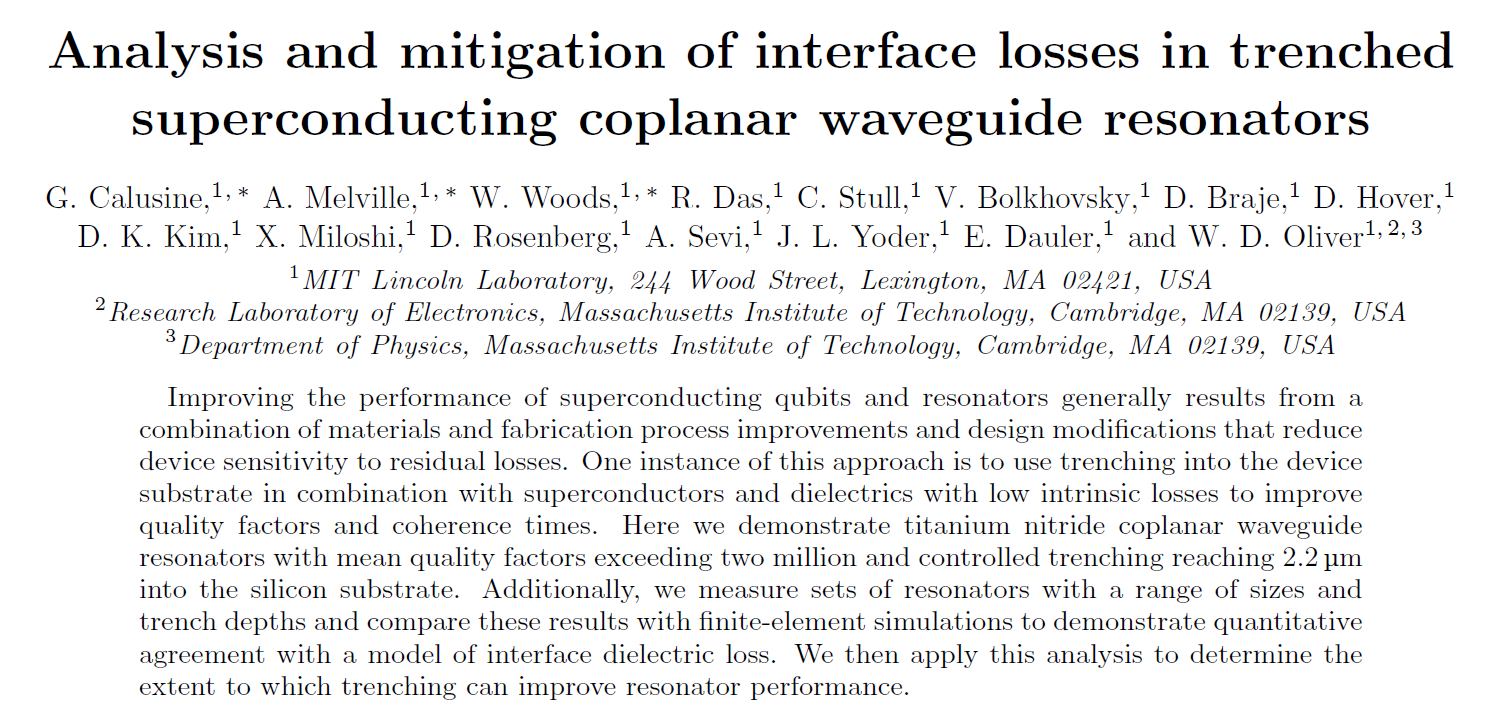 Analysis and mitigation of interface losses in trenched
superconducting coplanar waveguide resonators
G. Calusine,1, * A. Melville,1, * W. Woods,1, * R. Das,1 C. Stull,1 V. Bolkhovsky,1 D. Braje,1 D. Hover,1
D. K. Kim,1 X. Miloshi,1 D. Rosenberg,1 A. Sevi,1 J. L. Yoder,1 E. Dauler,1 and W. D. Oliver1, 2, 3
1MIT Lincoln Laboratory, 244 Wood Street, Lexington, MA 02421, USA
2Research Laboratory of Electronics, Massachusetts Institute of Technology, Cambridge, MA 02139, USA
3Department of Physics, Massachusetts Institute of Technology, Cambridge, MA 02139, USA
Improving the performance of superconducting qubits and resonators generally results from a
combination of materials and fabrication process improvements and design modifications that reduce
device sensitivity to residual losses. One instance of this approach is to use trenching into the device
substrate in combination with superconductors and dielectrics with low intrinsic losses to improve
quality factors and coherence times. Here we demonstrate titanium nitride coplanar waveguide
resonators with mean quality factors exceeding two million and controlled trenching reaching 2.2 µm
into the silicon substrate. Additionally, we measure sets of resonators with a range of sizes and
trench depths and compare these results with finite-element simulations to demonstrate quantitative
agreement with a model of interface dielectric loss. We then apply this analysis to determine the
extent to which trenching can improve resonator performance.